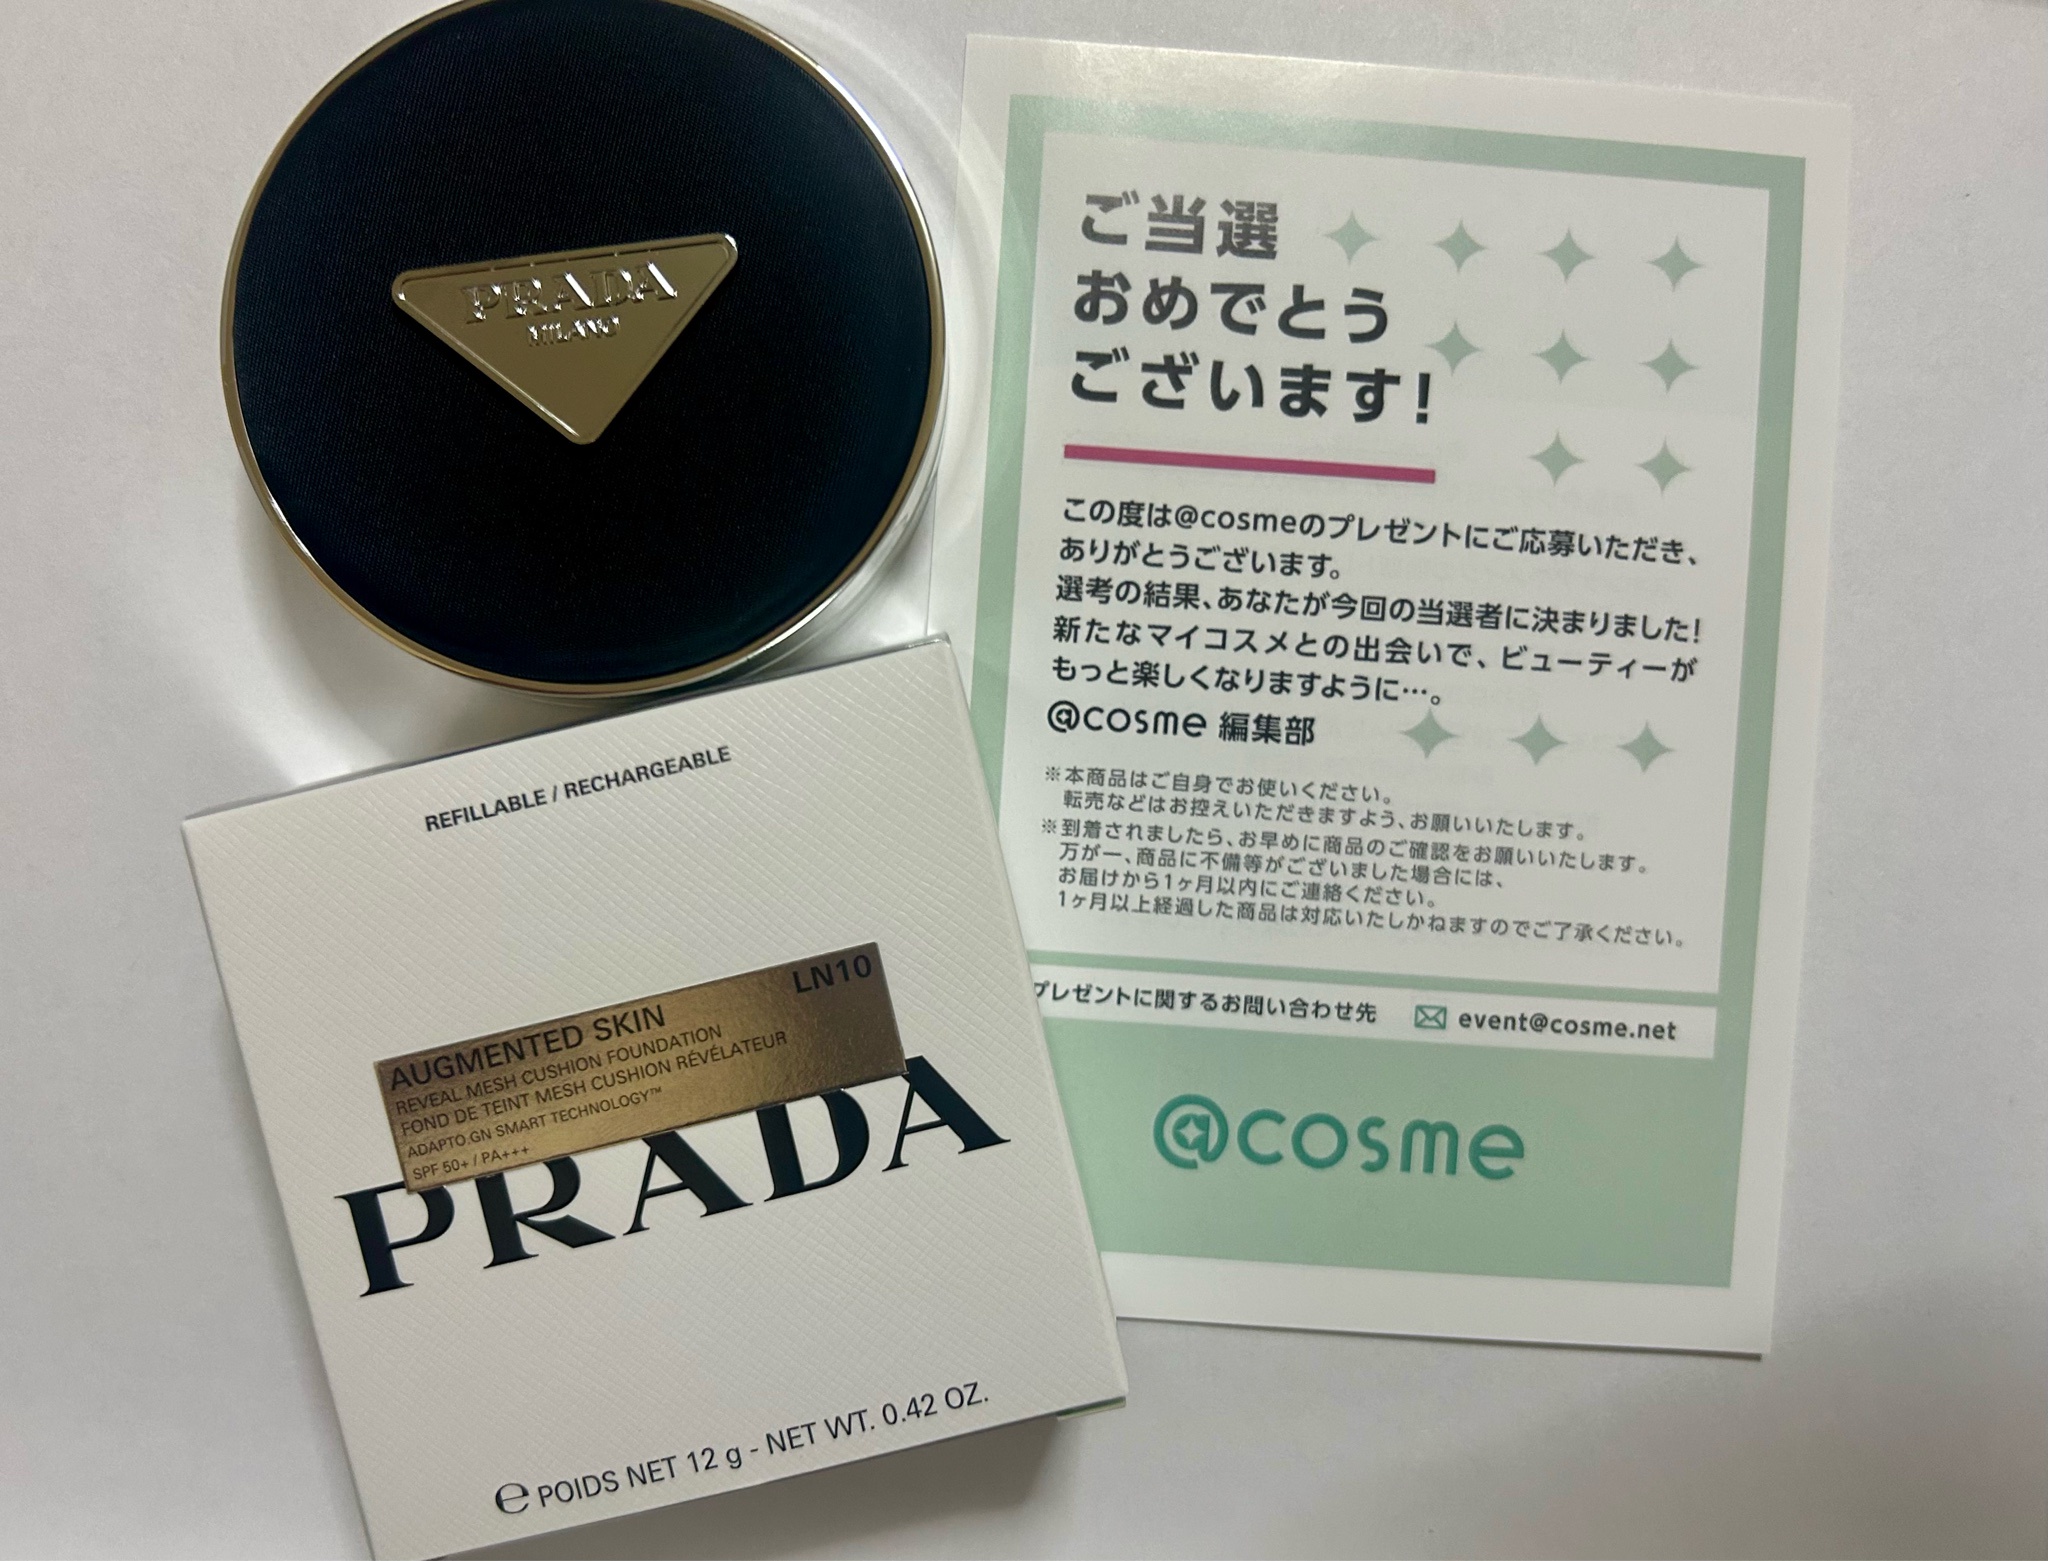 PRADA
MILANO
REFILLABLE / RECHARGEABLE
LN10
AUGMENTED SKIN
REVEAL MESH CUSHION FOUNDATION
FOND DE TEINT MESH CUSHION RÉVÉLATEUR
ADAPTO.GN SMART TECHNOLOGY™
SPF 50+ / PA+++
PRADA
℮ POIDS NET 12 g - NET WT. 0.42 OZ.
ご当選
おめでとう
ございます!
この度は@cosmeのプレゼントにご応募いただき、
ありがとうございます。
選考の結果、あなたが今回の当選者に決まりました!
新たなマイコスメとの出会いで、ビューティーが
もっと楽しくなりますように…。
@cosme 編集部
※本商品はご自身でお使いください。
転売などはお控えいただきますよう、お願いいたします。
※到着されましたら、お早めに商品のご確認をお願いいたします。
万が一、商品に不備等がございました場合には、
お届けから1ヶ月以内にご連絡ください。
1ヶ月以上経過した商品は対応いたしかねますのでご了承ください。
プレゼントに関するお問い合わせ先 event@cosme.net
@cosme